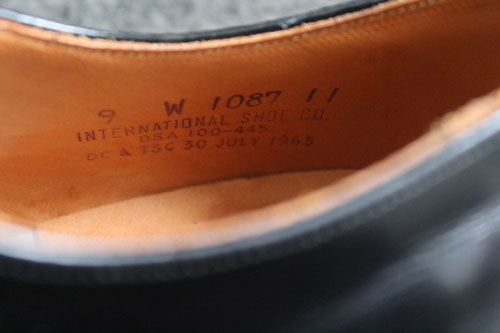 9 W 1087 11
INTERNATIONAL SHOE CO.
DSA 100-445
DC & TSC 30 JULY 1965